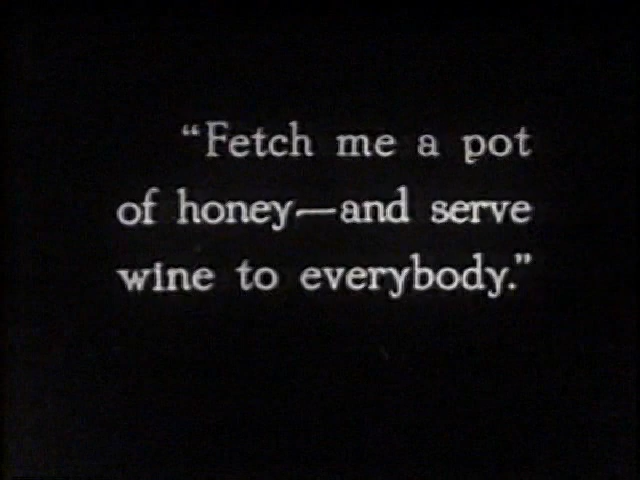 “Fetch me a pot
of honey—and serve
wine to everybody.”